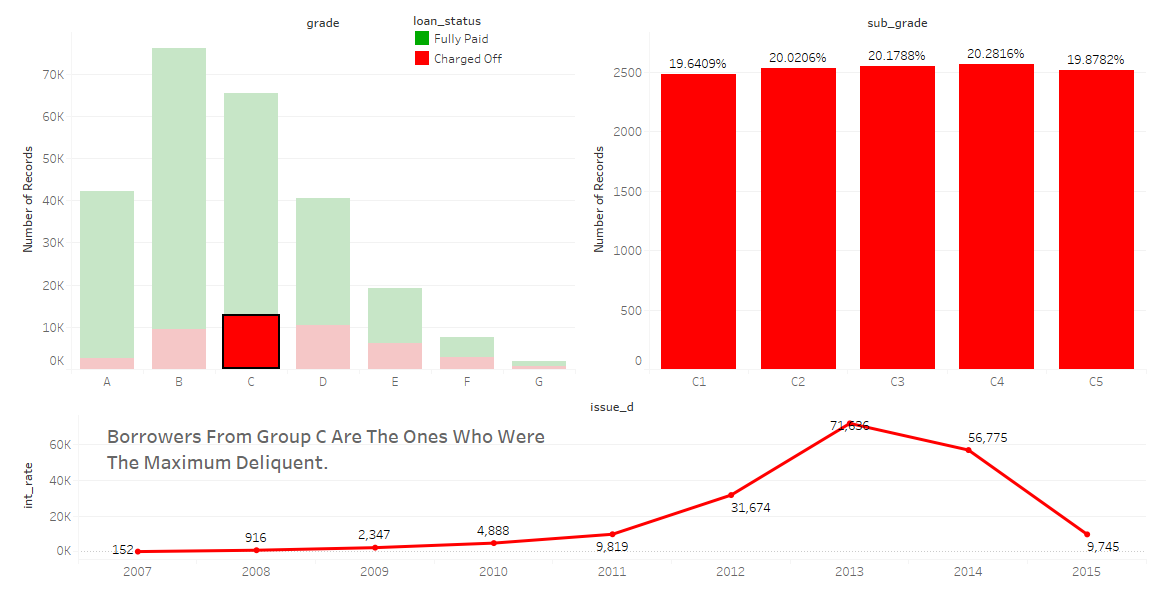 grade
loan_status
Fully Paid
Charged Off
Number of Records
70K
60K
50K
40K
30K
20K
10K
0K
A B C D E F G
sub_grade
Number of Records
2500
2000
1500
1000
500
0
19.6409% 20.0206% 20.1788% 20.2816% 19.8782%
C1 C2 C3 C4 C5
issue_d
Borrowers From Group C Are The Ones Who Were
The Maximum Deliquent.
int_rate
60K
40K
20K
0K
152 916 2,347 4,888 9,819 31,674 71,636 56,775 9,745
2007 2008 2009 2010 2011 2012 2013 2014 2015